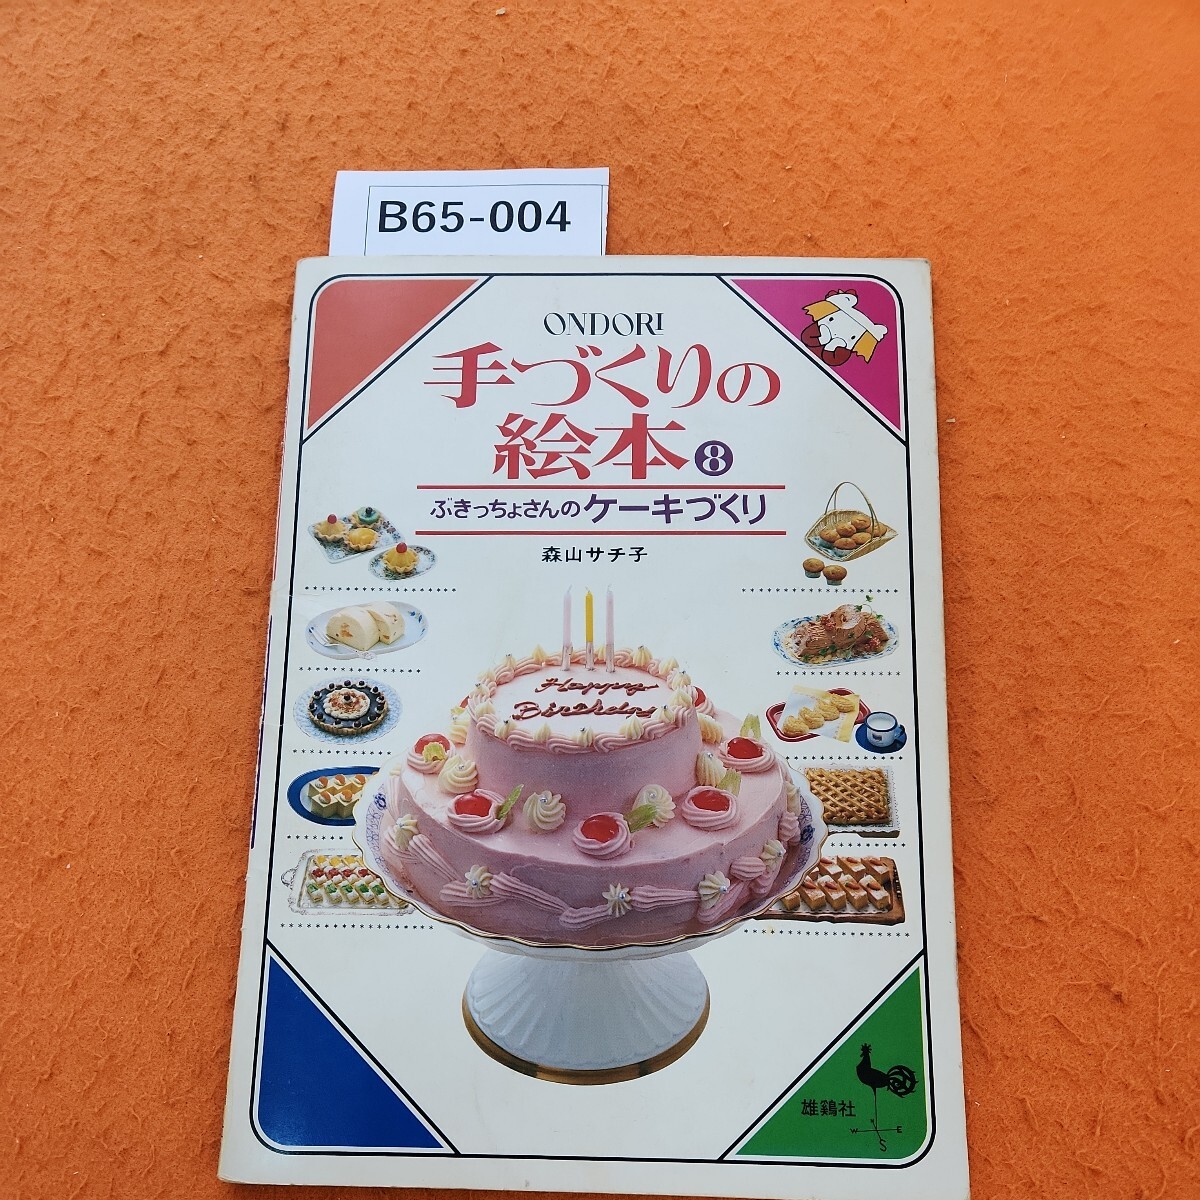 B65-004
ONDORI
手づくりの
絵本8
ぶきっちょさんのケーキづくり
森山サチ子
Happy
Birthday
雄鶏社
W E
S